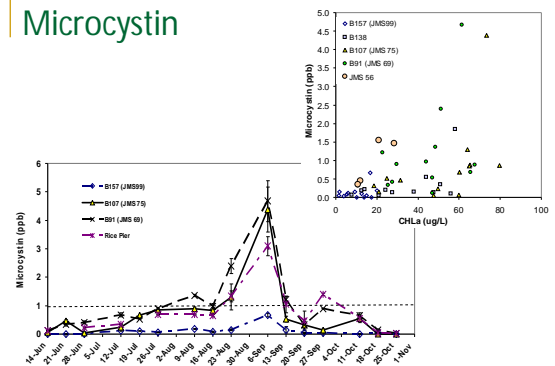 Microcystin
5.0
4.5
4.0
3.5
3.0
2.5
2.0
1.5
1.0
0.5
0.0
Microcystin (ppb)
B157 (JMS99)
B138
B107 (JMS 75)
B91 (JMS 69)
JMS 56
0 20 40 60 80 100
CHLa (ug/L)
6
5
4
3
2
1
0
Microcystin (ppb)
B157 (JMS99)
B107 (JMS 75)
B91 (JMS 69)
Rice Pier
14-Jun 21-Jun 28-Jun 5-Jul 12-Jul 19-Jul 26-Jul 2-Aug 9-Aug 16-Aug 23-Aug 30-Aug 6-Sep 13-Sep 20-Sep 27-Sep 4-Oct 11-Oct 18-Oct 25-Oct 1-Nov